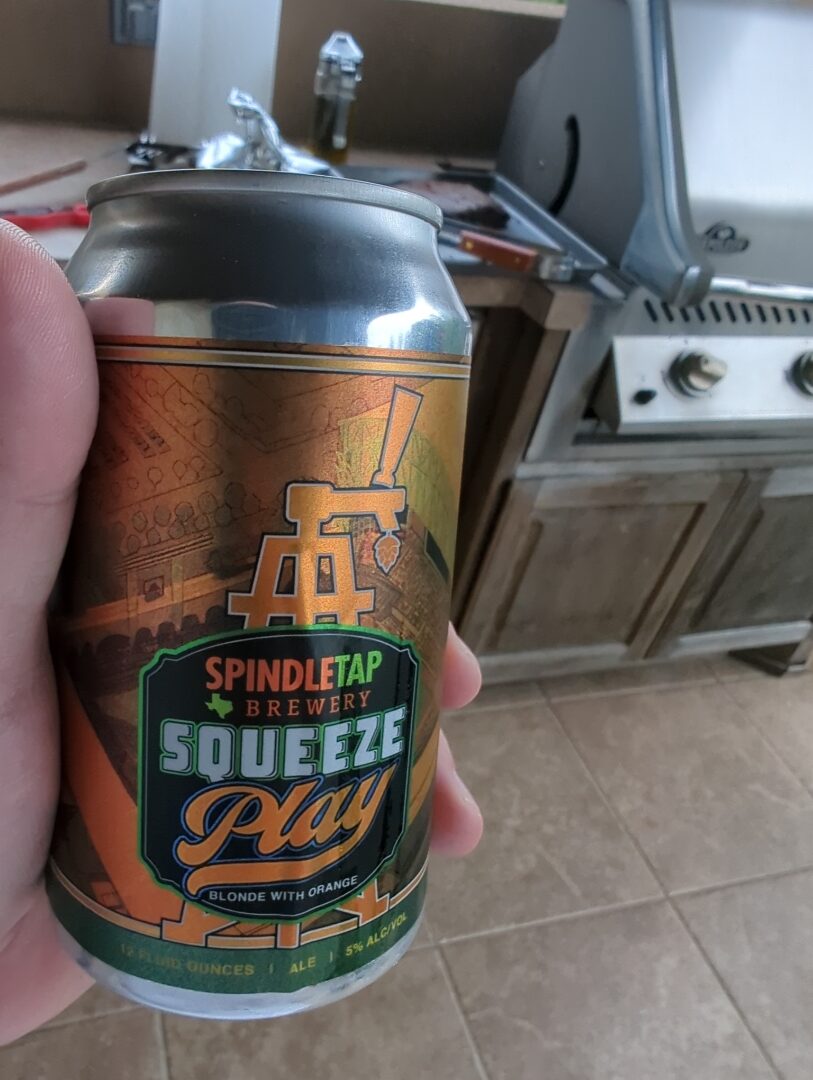 SPINDLETAP
BREWERY
SQUEEZE
Play
BLONDE WITH ORANGE
12 FLUID OUNCES | ALE | 5% ALC/VOL